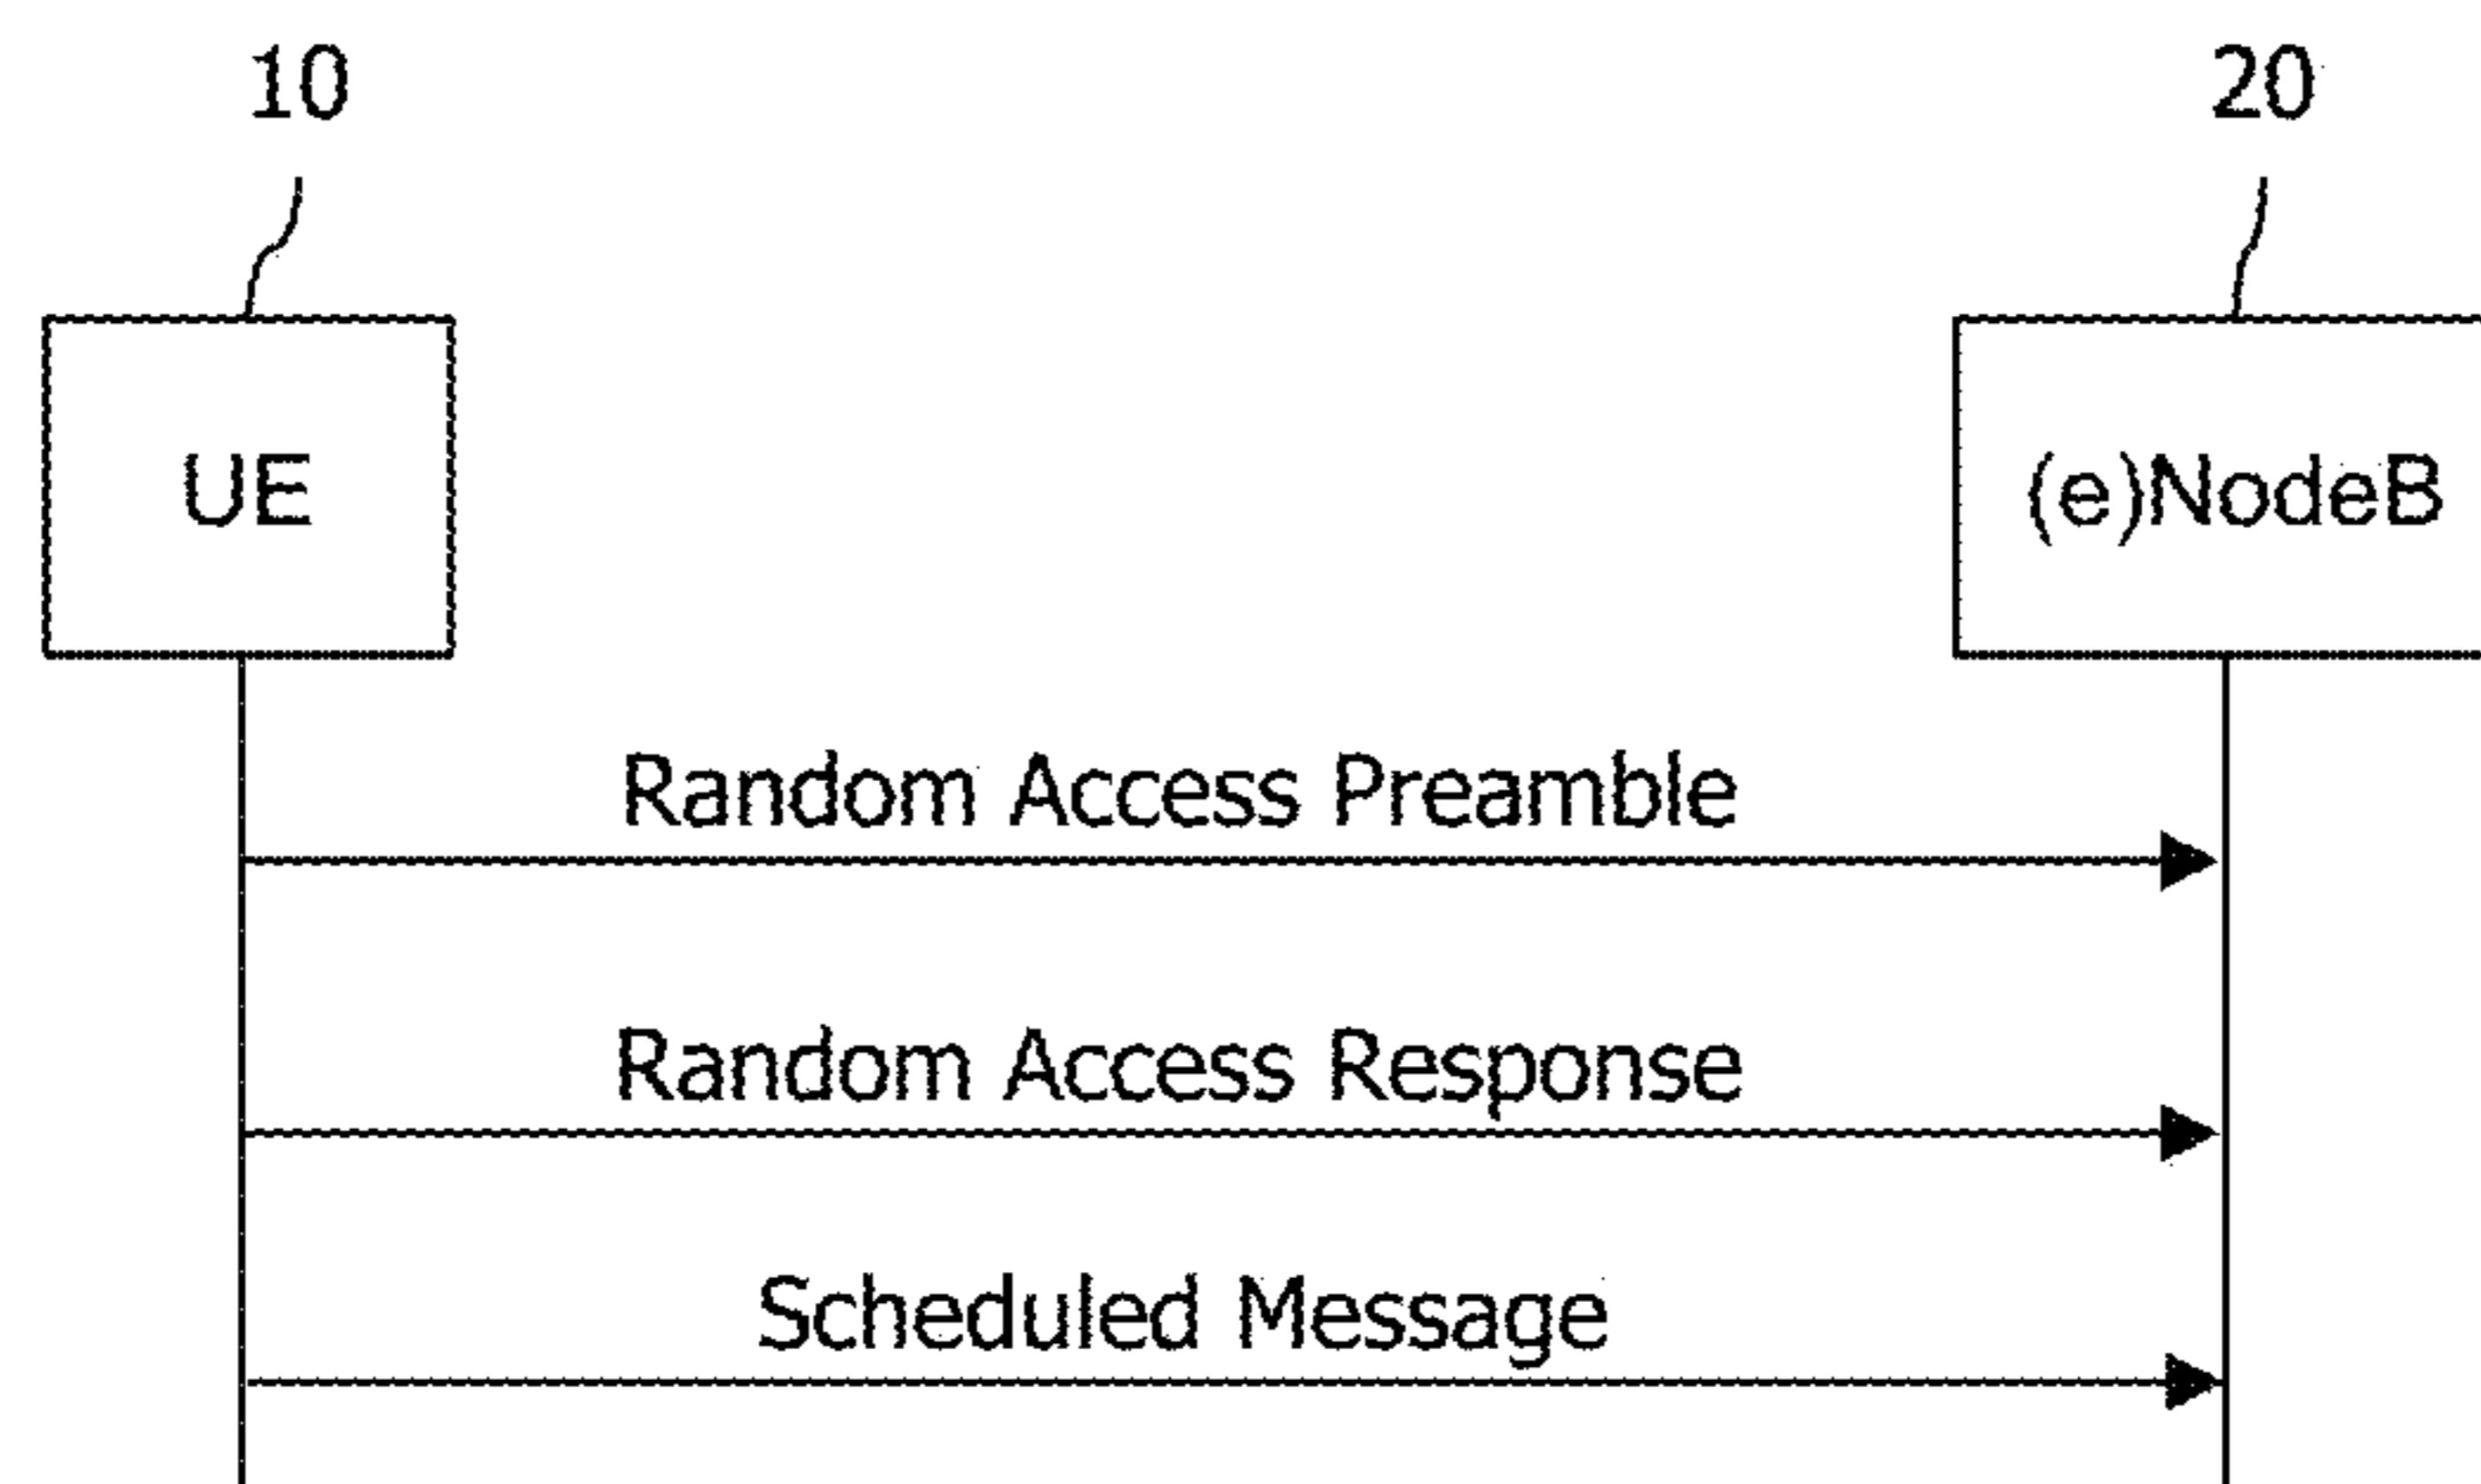 10
20
UE
(e)NodeB
Random Access Preamble
Random Access Response
Scheduled Message